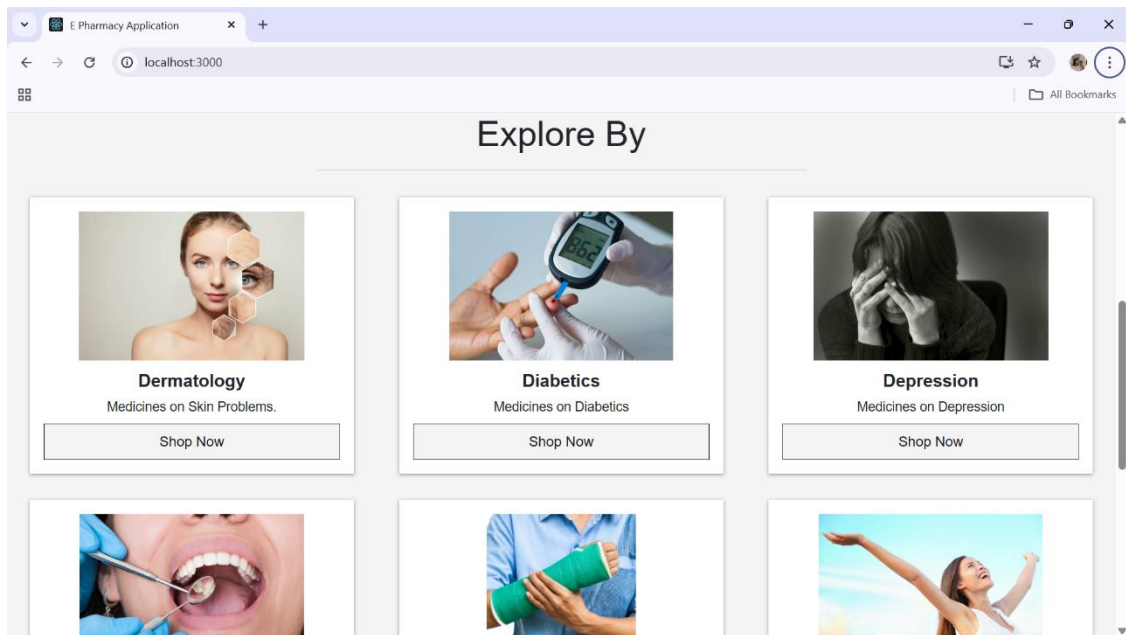 E Pharmacy Application
localhost:3000
All Bookmarks
Explore By
862
Dermatology
Medicines on Skin Problems.
Shop Now
Diabetics
Medicines on Diabetics
Shop Now
Depression
Medicines on Depression
Shop Now